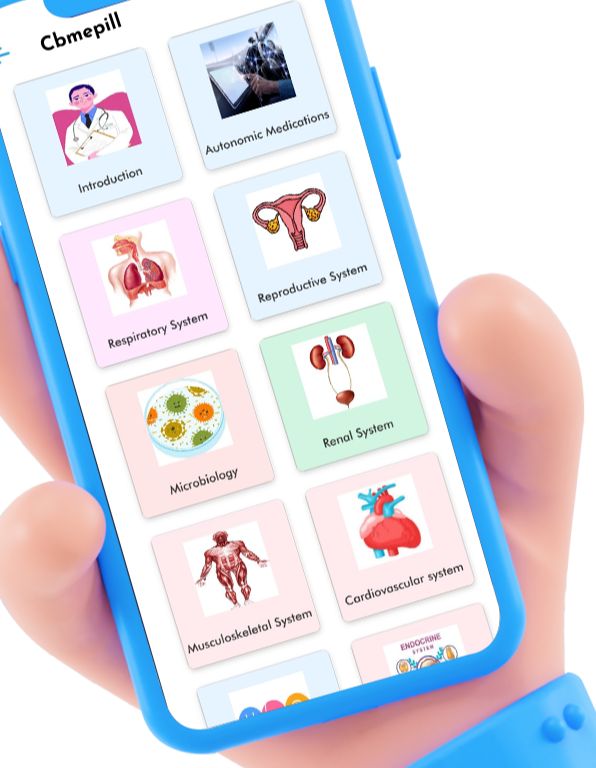 Cbmepill
Introduction
Autonomic Medications
Respiratory System
Reproductive System
Microbiology
Renal System
Musculoskeletal System
Cardiovascular system
ENDOCRINE
SYSTEM